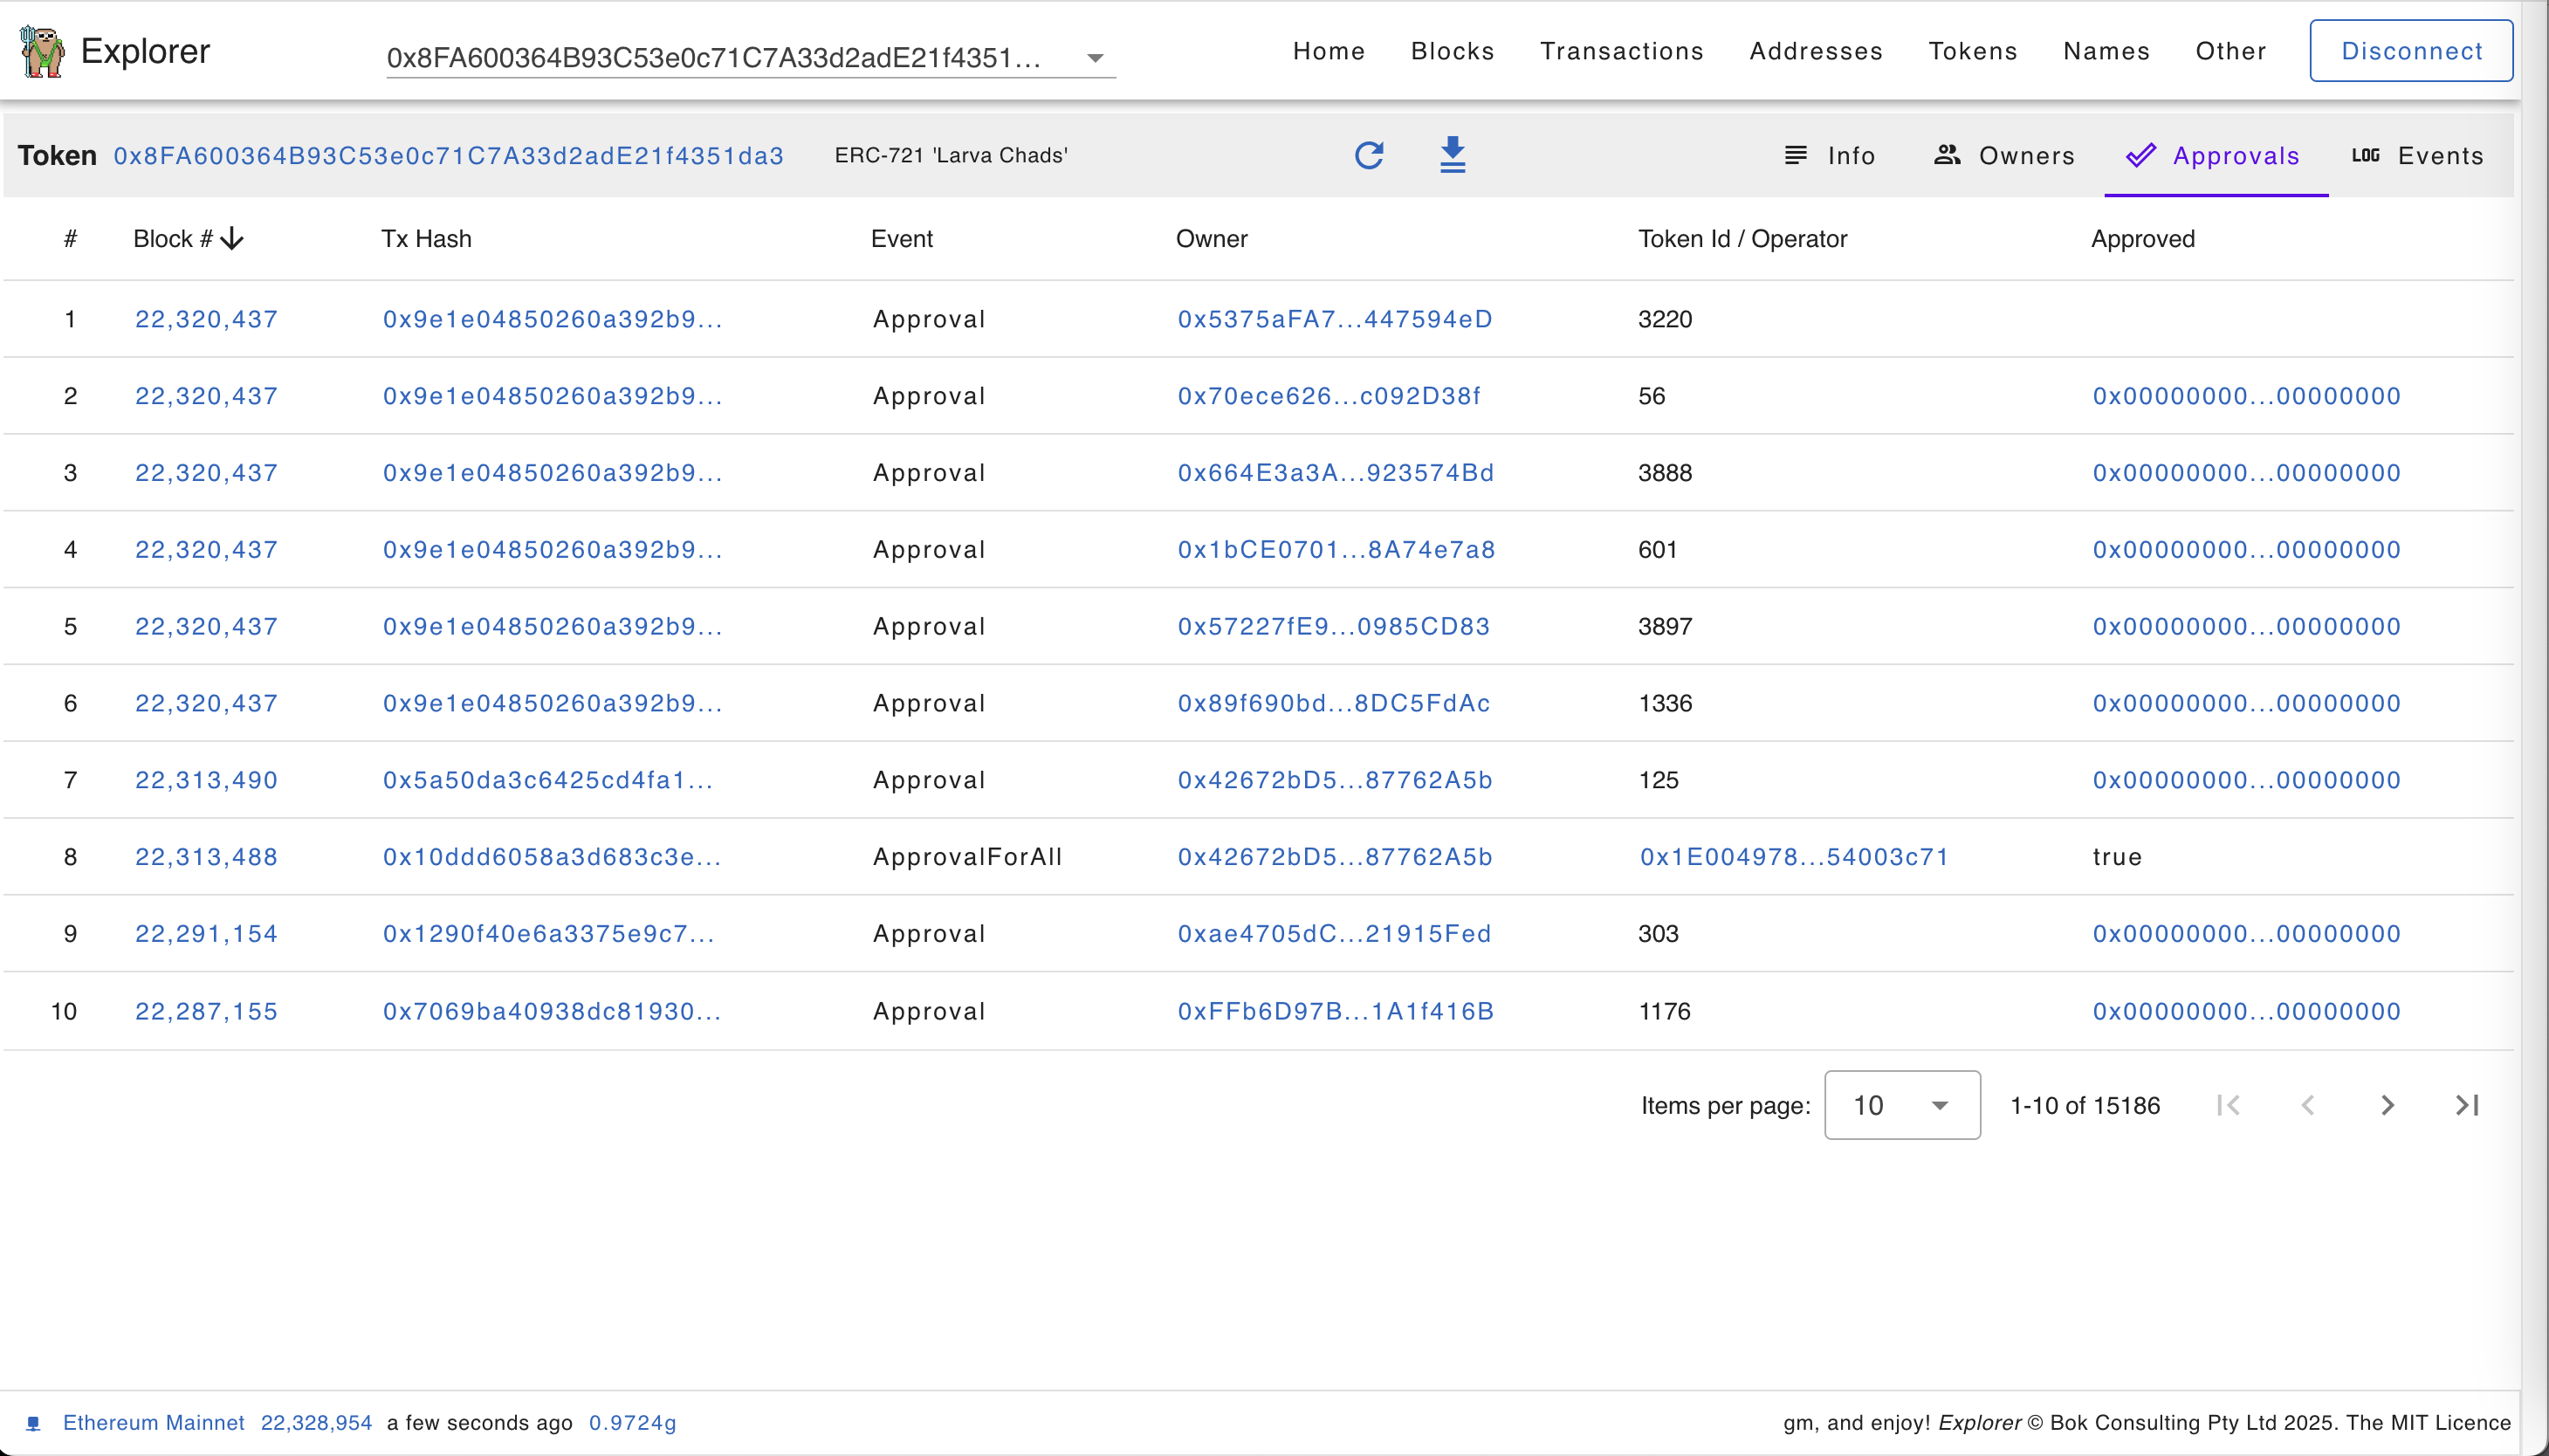 Explorer 0x8FA600364B93C53e0c71C7A33d2adE21f4351... Home Blocks Transactions Addresses Tokens Names Other Disconnect
Token 0x8FA600364B93C53e0c71C7A33d2adE21f4351da3 ERC-721 'Larva Chads' Info Owners Approvals LOG Events
# Block # Tx Hash Event Owner Token Id / Operator Approved
1 22,320,437 0x9e1e04850260a392b9... Approval 0x5375aFA7...447594eD 3220
2 22,320,437 0x9e1e04850260a392b9... Approval 0x70ece626...c092D38f 56 0x00000000...00000000
3 22,320,437 0x9e1e04850260a392b9... Approval 0x664E3a3A...923574Bd 3888 0x00000000...00000000
4 22,320,437 0x9e1e04850260a392b9... Approval 0x1bCE0701...8A74e7a8 601 0x00000000...00000000
5 22,320,437 0x9e1e04850260a392b9... Approval 0x57227fE9...0985CD83 3897 0x00000000...00000000
6 22,320,437 0x9e1e04850260a392b9... Approval 0x89f690bd...8DC5FdAc 1336 0x00000000...00000000
7 22,313,490 0x5a50da3c6425cd4fa1... Approval 0x42672bD5...87762A5b 125 0x00000000...00000000
8 22,313,488 0x10ddd6058a3d683c3e... ApprovalForAll 0x42672bD5...87762A5b 0x1E004978...54003c71 true
9 22,291,154 0x1290f40e6a3375e9c7... Approval 0xae4705dC...21915Fed 303 0x00000000...00000000
10 22,287,155 0x7069ba40938dc81930... Approval 0xFFb6D97B...1A1f416B 1176 0x00000000...00000000
Items per page: 10 1-10 of 15186
Ethereum Mainnet 22,328,954 a few seconds ago 0.9724g gm, and enjoy! Explorer © Bok Consulting Pty Ltd 2025. The MIT Licence